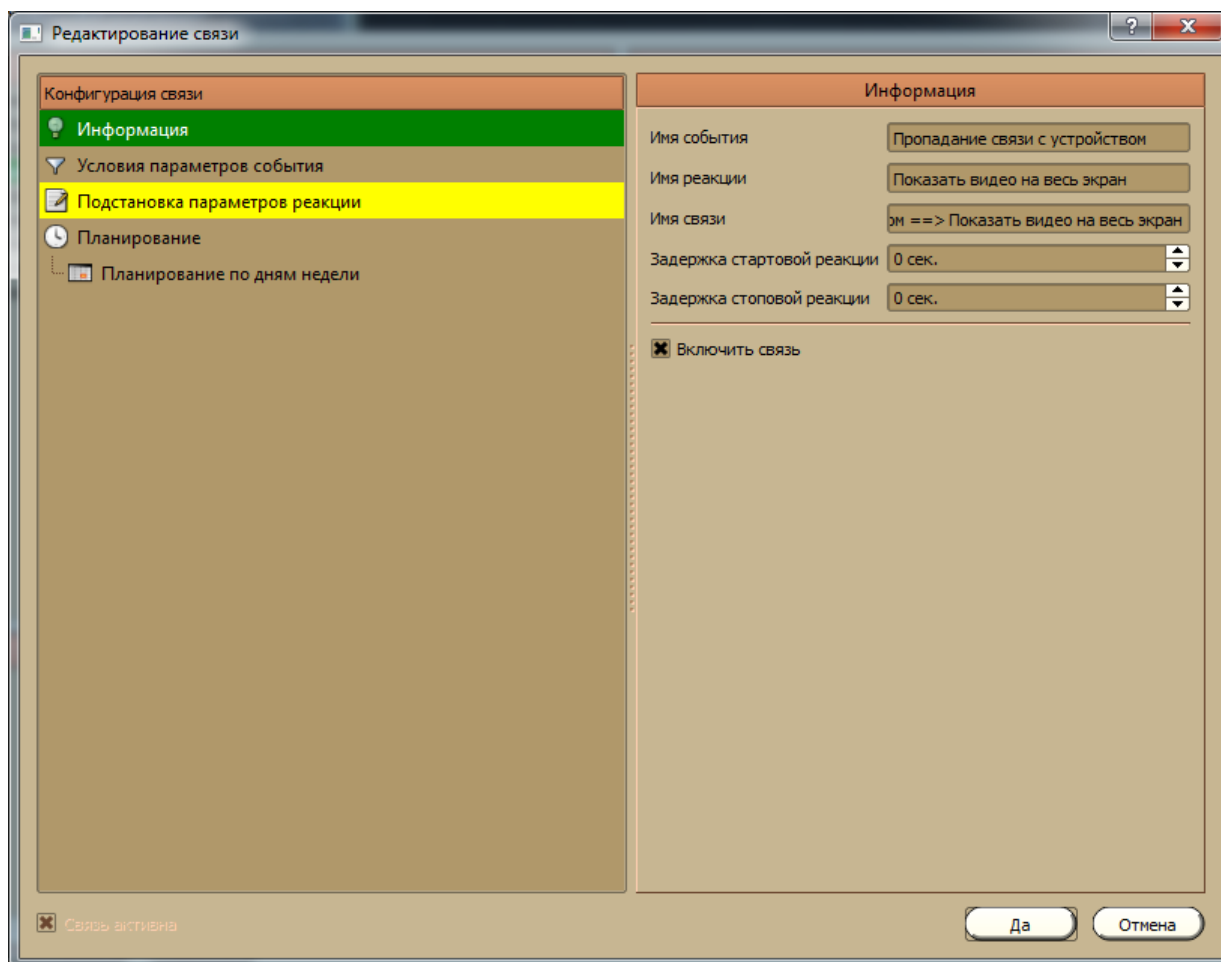 Редактирование связи
Конфигурация связи
Информация
Условия параметров события
Подстановка параметров реакции
Планирование
Планирование по дням недели
Информация
Имя события Пропадание связи с устройством
Имя реакции Показать видео на весь экран
Имя связи ом ==> Показать видео на весь экран
Задержка стартовой реакции 0 сек.
Задержка стоповой реакции 0 сек.
Включить связь
Связь активна
Да Отмена